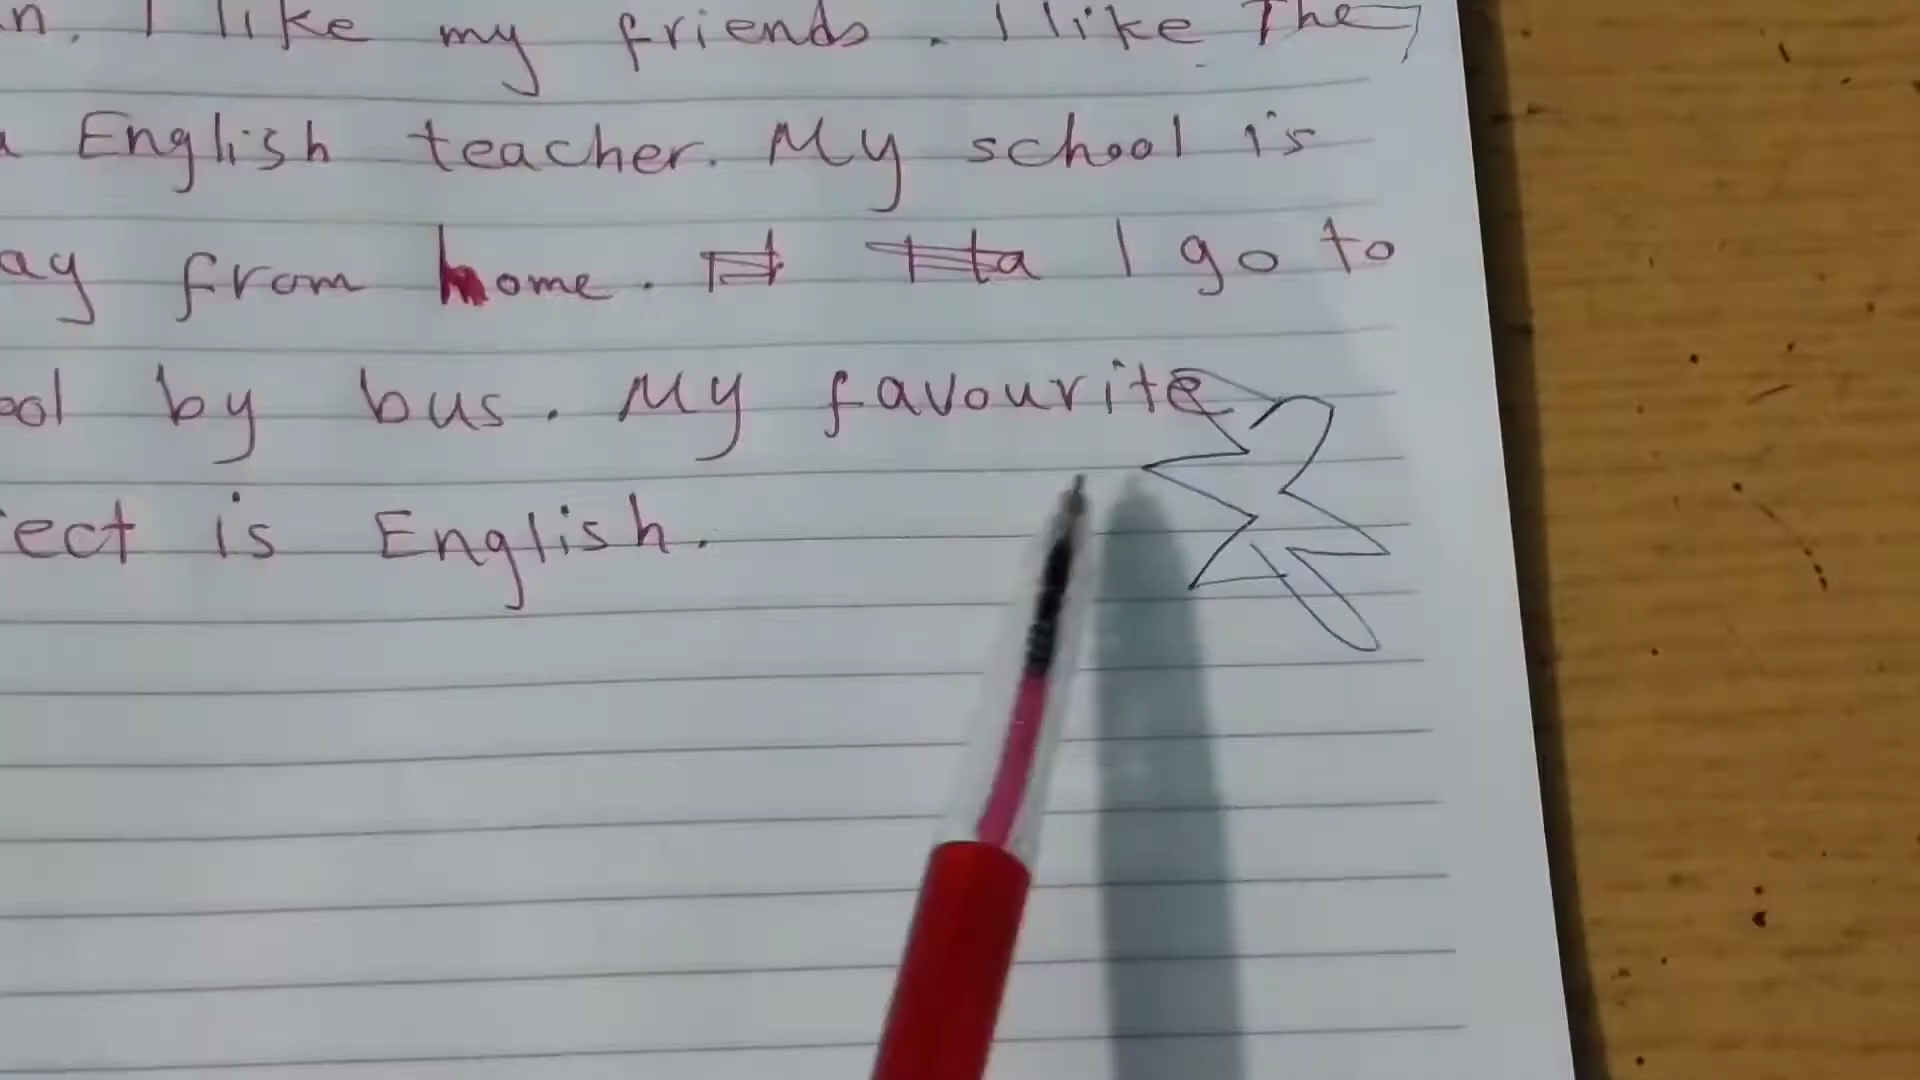 n. I like my friends. I like The
English teacher. My school is
ay from home. I go to
ool by bus. My favourite
ect is English.